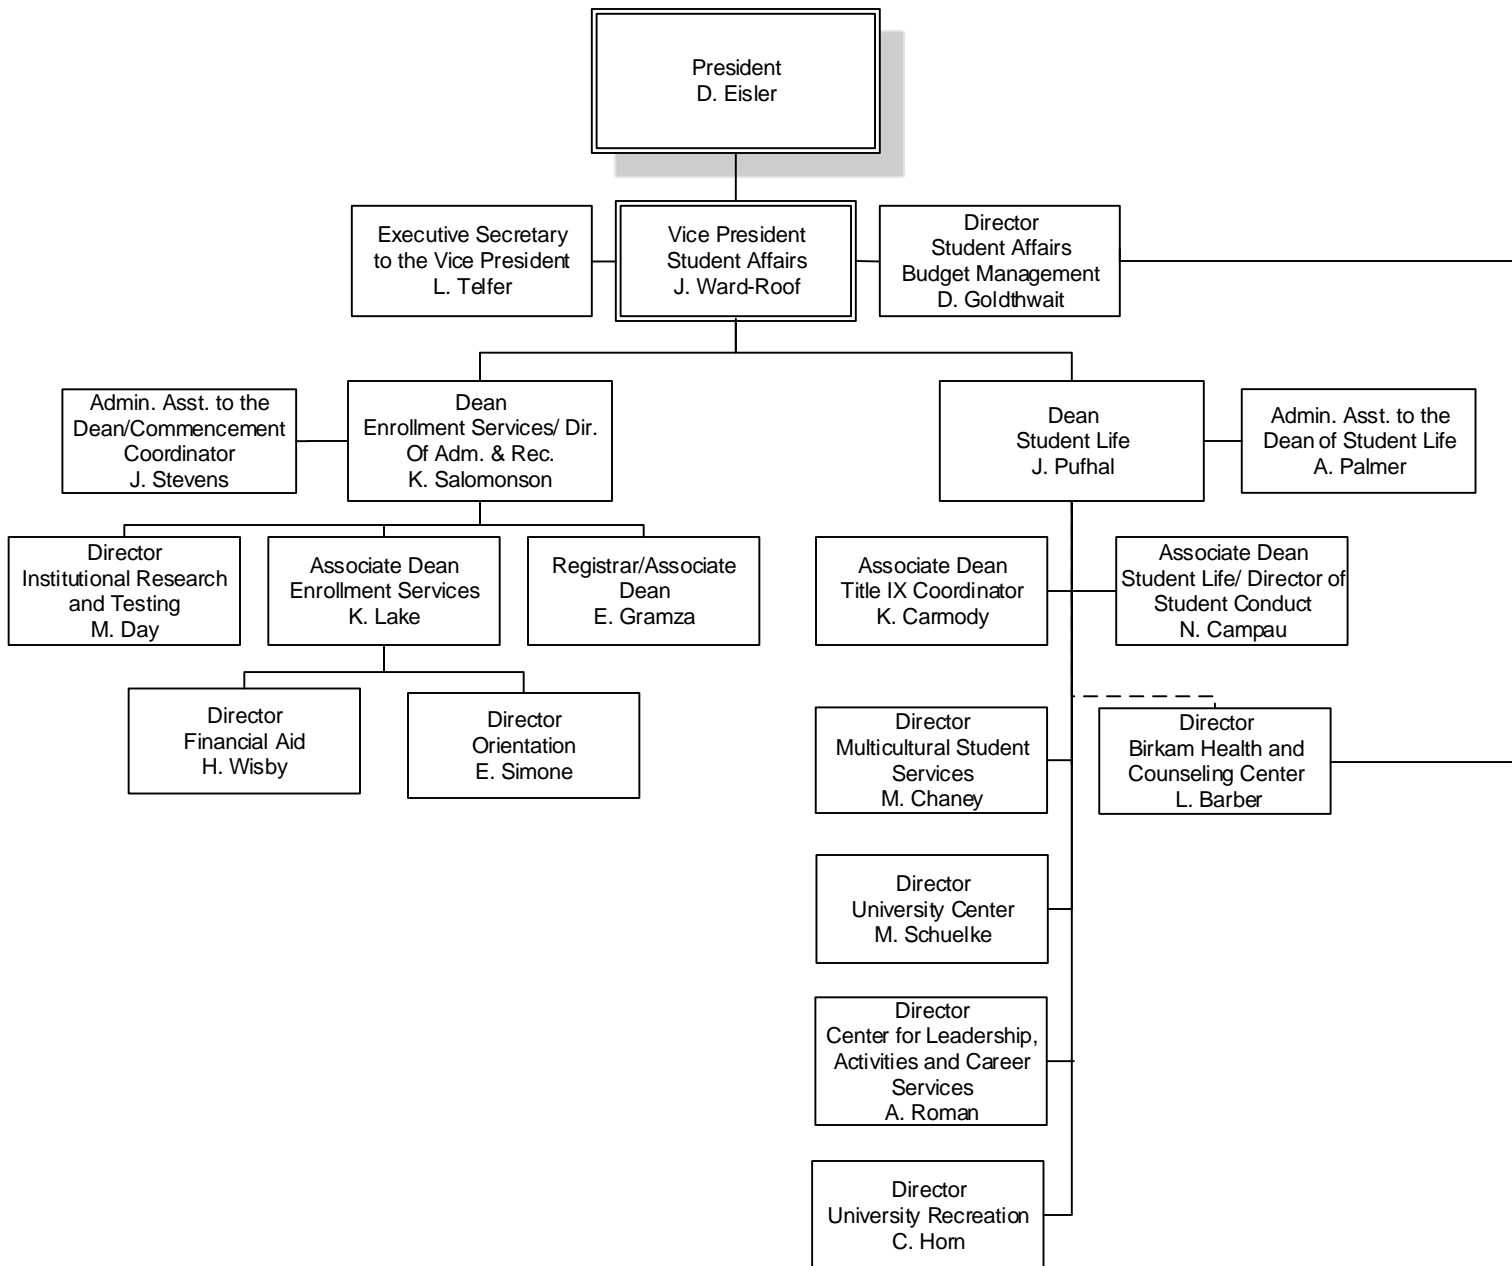 President
D. Eisler
Executive Secretary
to the Vice President
L. Telfer
Vice President
Student Affairs
J. Ward-Roof
Director
Student Affairs
Budget Management
D. Goldthwait
Admin. Asst. to the
Dean/Commencement
Coordinator
J. Stevens
Dean
Enrollment Services/ Dir.
Of Adm. & Rec.
K. Salomonson
Dean
Student Life
J. Pufhal
Admin. Asst. to the
Dean of Student Life
A. Palmer
Director
Institutional Research
and Testing
M. Day
Associate Dean
Enrollment Services
K. Lake
Registrar/Associate
Dean
E. Gramza
Associate Dean
Title IX Coordinator
K. Carmody
Associate Dean
Student Life/ Director of
Student Conduct
N. Campau
Director
Financial Aid
H. Wisby
Director
Orientation
E. Simone
Director
Multicultural Student
Services
M. Chaney
Director
Birkam Health and
Counseling Center
L. Barber
Director
University Center
M. Schuelke
Director
Center for Leadership,
Activities and Career
Services
A. Roman
Director
University Recreation
C. Horn